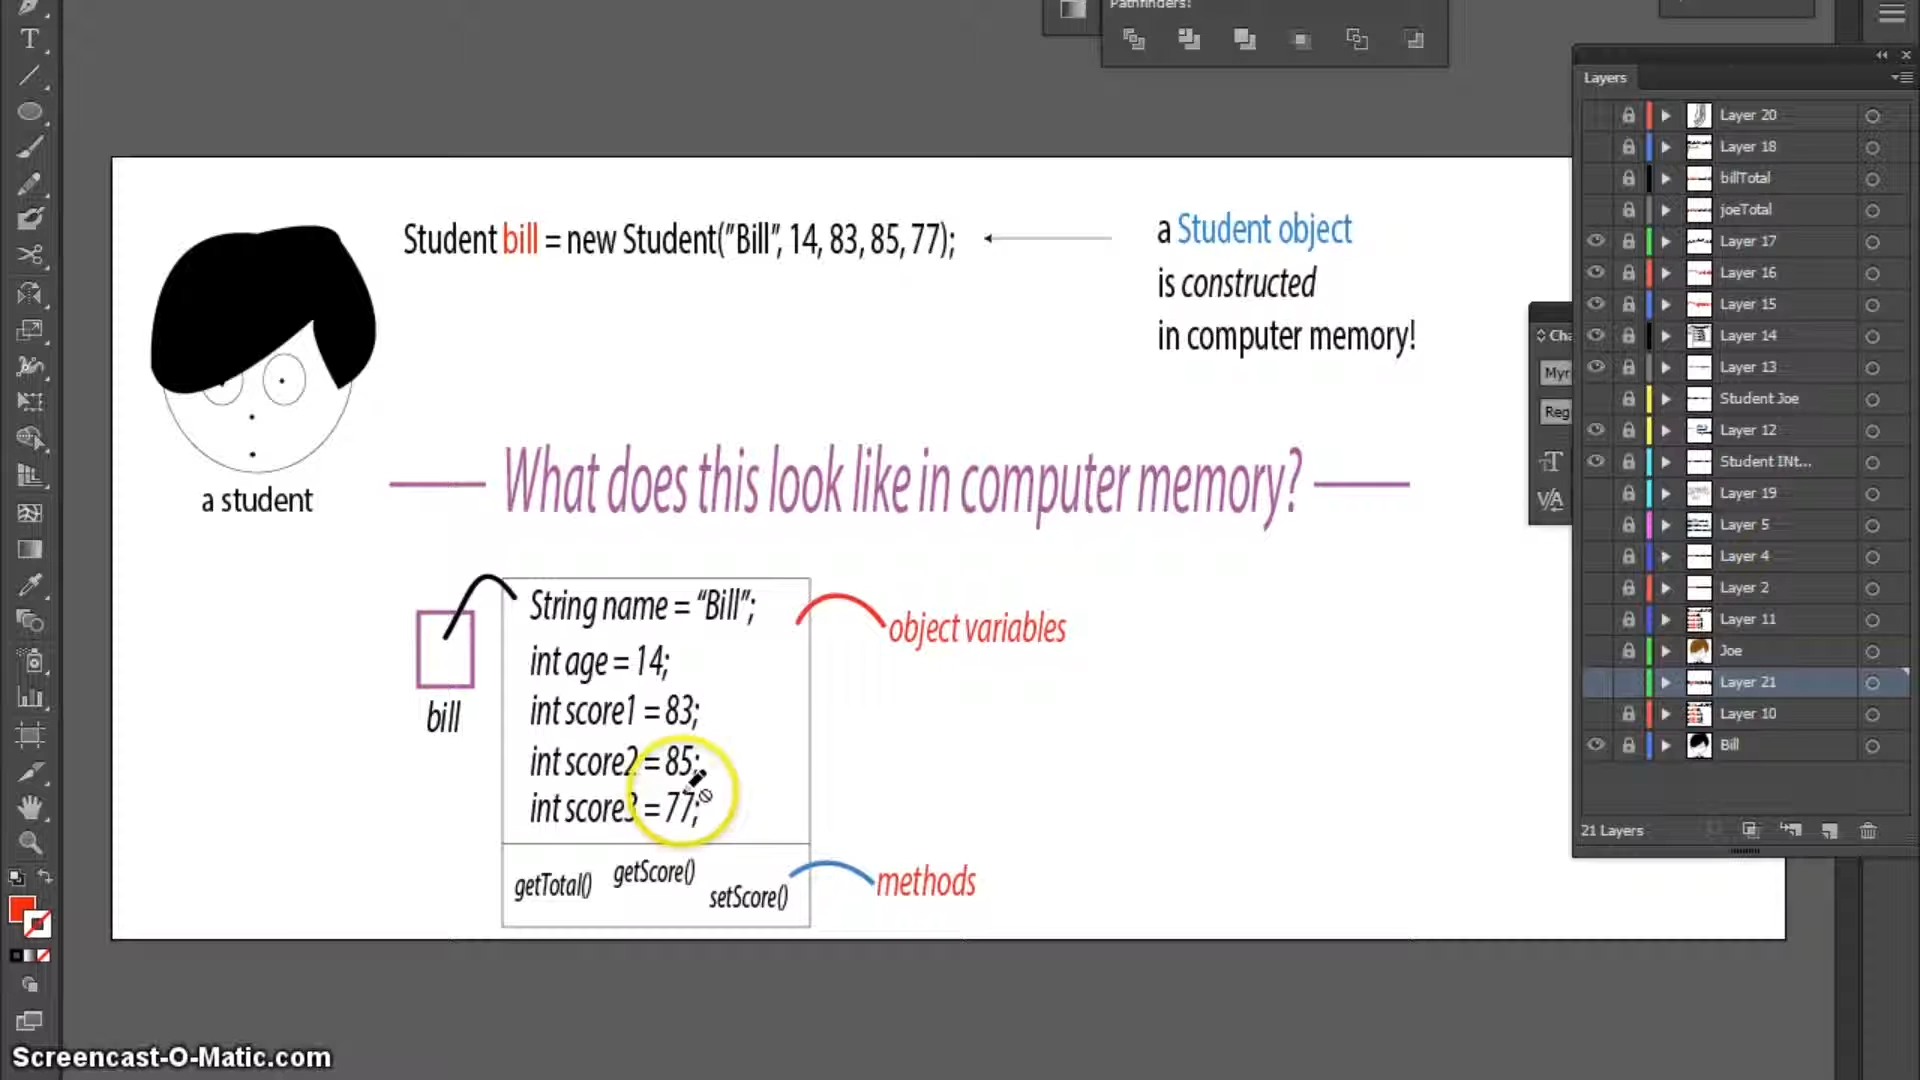 Pathfinders:
Student bill = new Student("Bill", 14, 83, 85, 77);
a Student object
is constructed
in computer memory!
a student
What does this look like in computer memory?
String name = “Bill”;
int age = 14;
int score1 = 83;
int score2 = 85;
int score3 = 77;
object variables
bill
getTotal() getScore() setScore()
methods
Cha
Myr
Reg
Layers
Layer 20
Layer 18
billTotal
joeTotal
Layer 17
Layer 16
Layer 15
Layer 14
Layer 13
Student Joe
Layer 12
Student INt...
Layer 19
Layer 5
Layer 4
Layer 2
Layer 11
Joe
Layer 21
Layer 10
Bill
21 Layers
Screencast-O-Matic.com